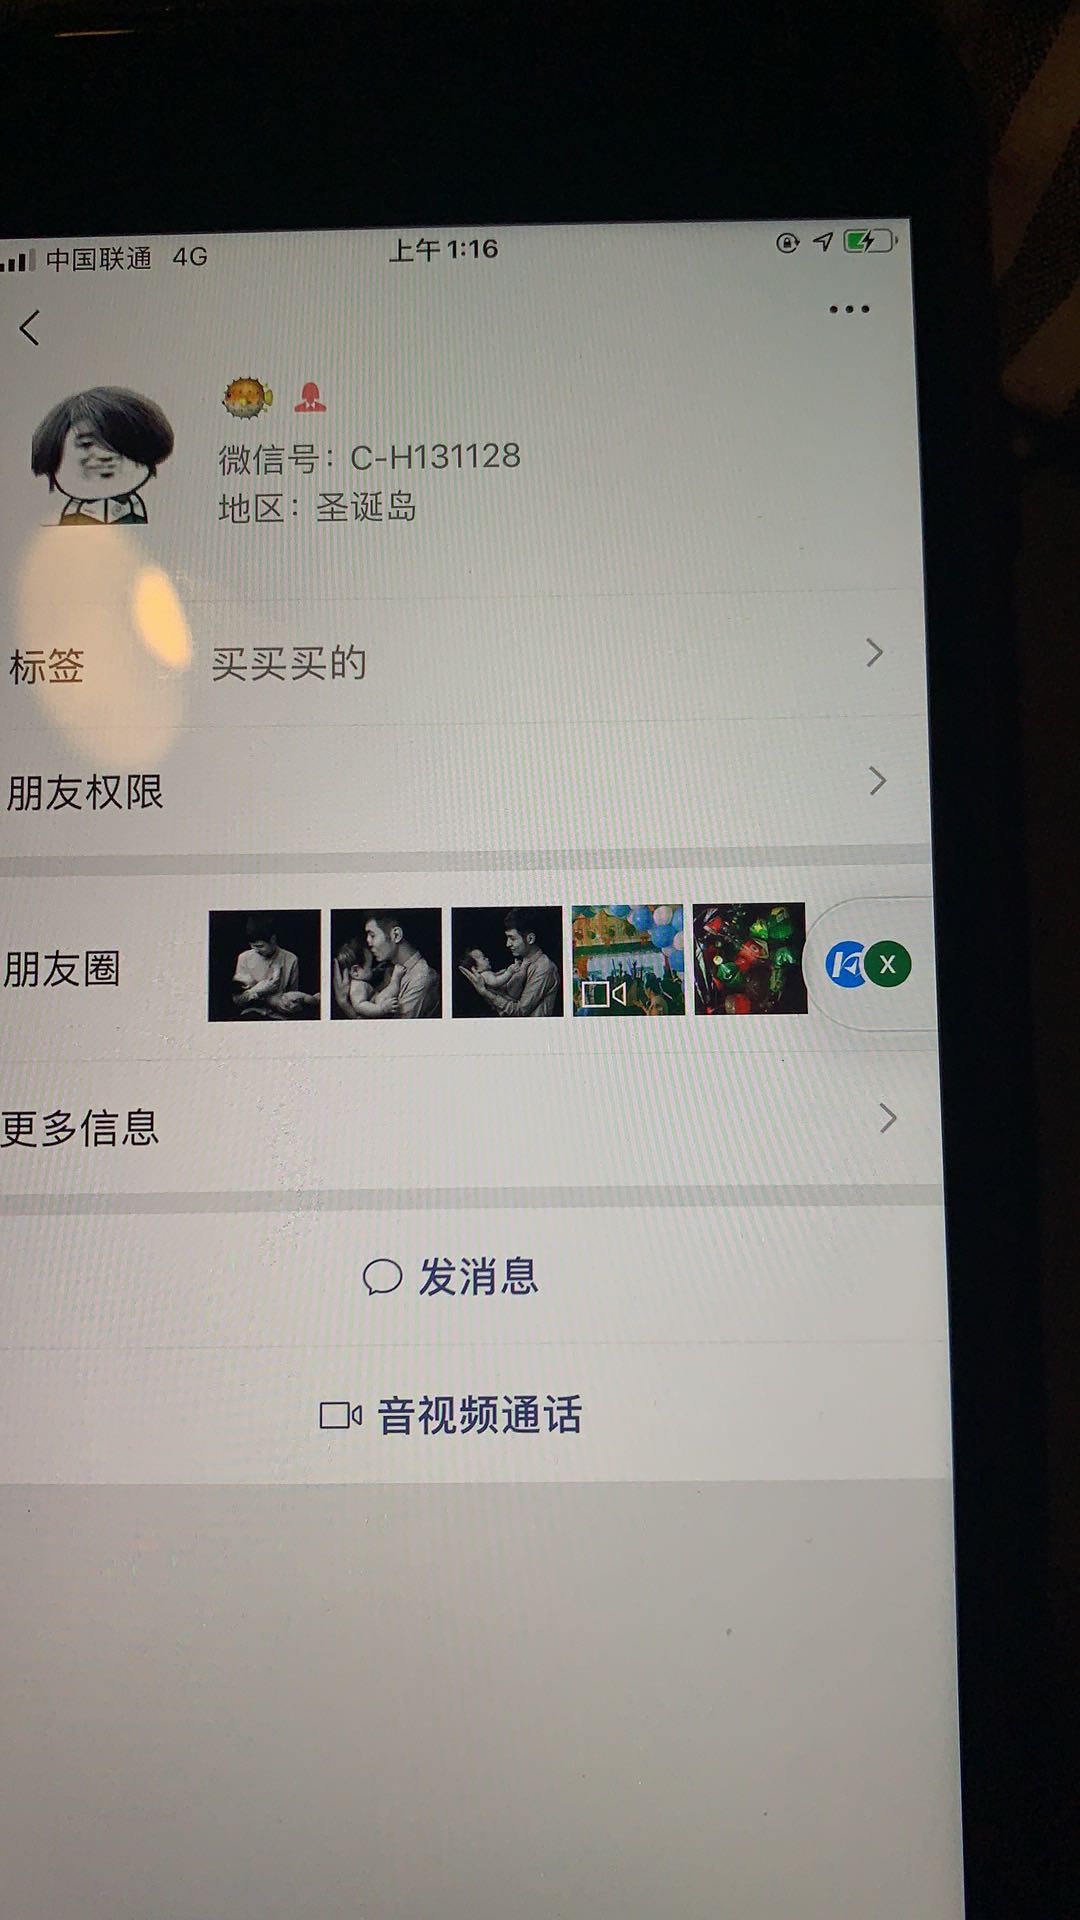 中国联通 4G 上午1:16
微信号：C-H131128
地区：圣诞岛
标签 买买买的
朋友权限
朋友圈
X
更多信息
发消息
音视频通话